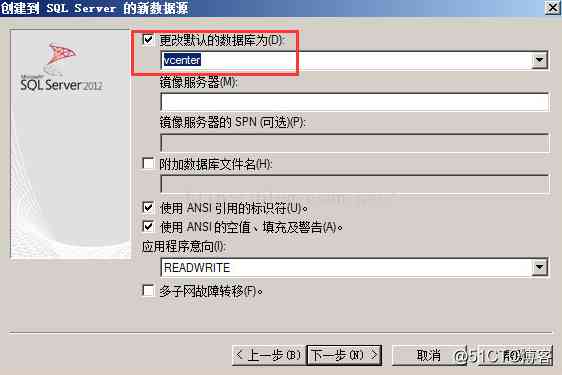 创建到 SQL Server 的新数据源
Microsoft
SQL Server 2012
更改默认的数据库为(D):
vcenter
镜像服务器(M):
镜像服务器的 SPN (可选)(P):
附加数据库文件名(H):
使用 ANSI 引用的标识符(U)。
使用 ANSI 的空值、填充及警告(A)。
应用程序意向(I):
READWRITE
多子网故障转移(F)。
< 上一步(B)
下一步(N) >
取消
@51CTO博客